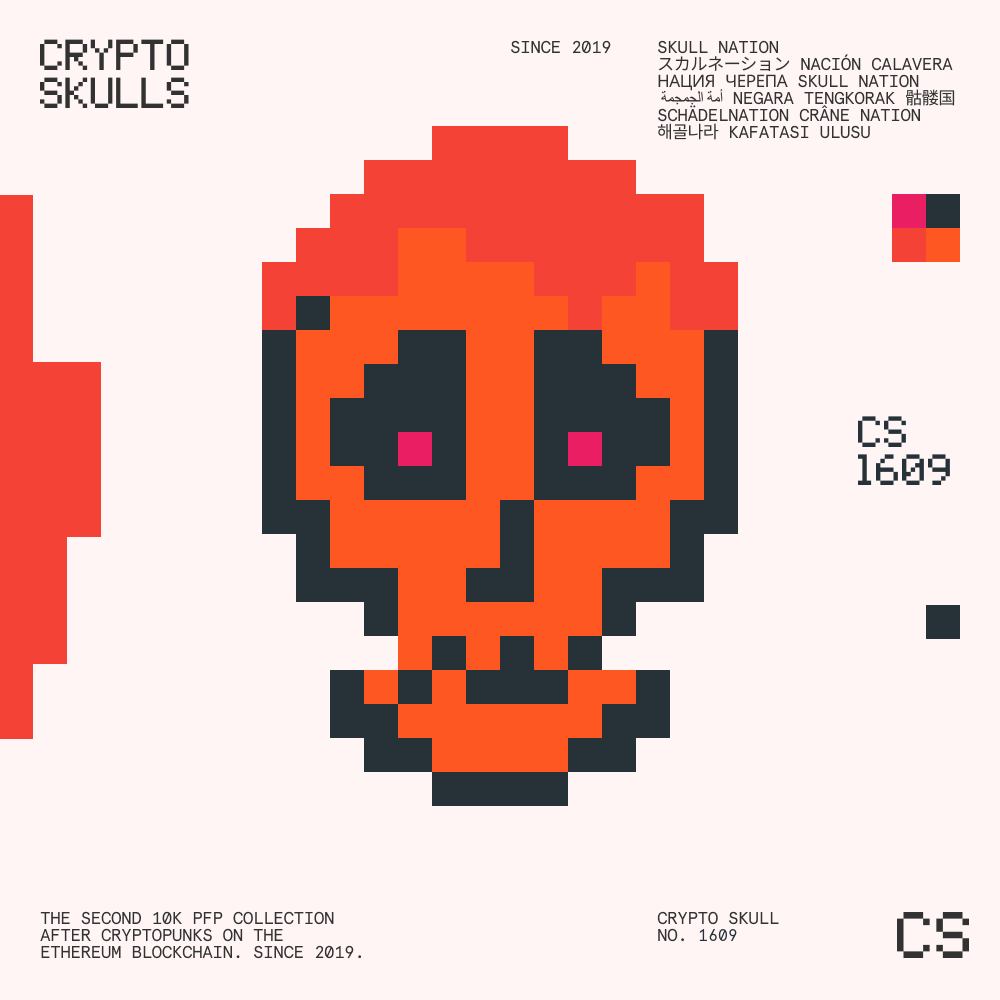 CRYPTO
SKULLS
SINCE 2019
SKULL NATION
スカルネーション NACIÓN CALAVERA
НАЦИЯ ЧЕРЕПА SKULL NATION
أمة الجمجمة NEGARA TENGKORAK 骷髅国
SCHÄDELNATION CRÂNE NATION
해골나라 KAFATASI ULUSU
CS
1609
THE SECOND 10K PFP COLLECTION
AFTER CRYPTOPUNKS ON THE
ETHEREUM BLOCKCHAIN. SINCE 2019.
CRYPTO SKULL
NO. 1609
CS